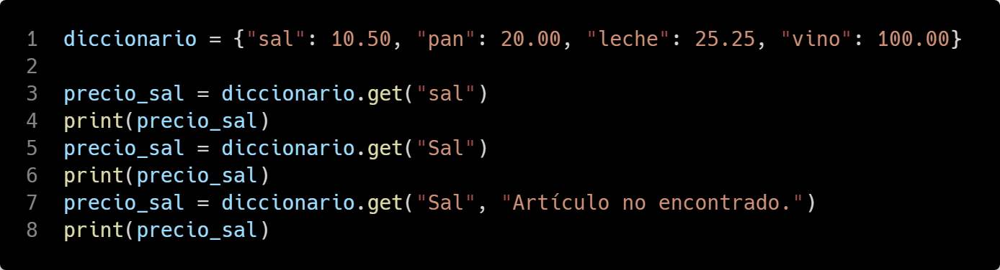 1 diccionario = {"sal": 10.50, "pan": 20.00, "leche": 25.25, "vino": 100.00}
2
3 precio_sal = diccionario.get("sal")
4 print(precio_sal)
5 precio_sal = diccionario.get("Sal")
6 print(precio_sal)
7 precio_sal = diccionario.get("Sal", "Artículo no encontrado.")
8 print(precio_sal)